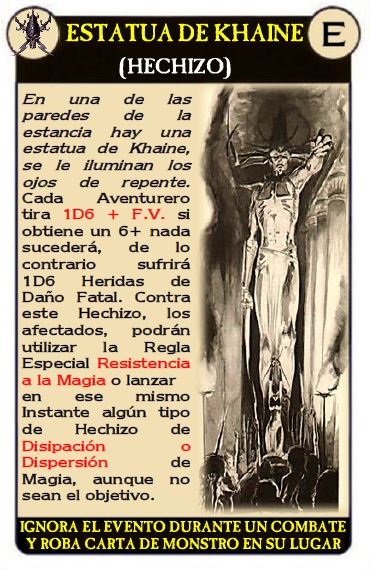 ESTATUA DE KHAINE
E
(HECHIZO)
En una de las
paredes de la
estancia hay una
estatua de Khaine,
se le iluminan los
ojos de repente.
Cada Aventurero
tira 1D6 + F.V. si
obtiene un 6+ nada
sucederá, de lo
contrario sufrirá
1D6 Heridas de
Daño Fatal. Contra
este Hechizo, los
afectados, podrán
utilizar la Regla
Especial Resistencia
a la Magia o lanzar
en ese mismo
Instante algún tipo
de Hechizo de
Disipación o
Dispersión de
Magia, aunque no
sean el objetivo.
IGNORA EL EVENTO DURANTE UN COMBATE
Y ROBA CARTA DE MONSTRO EN SU LUGAR